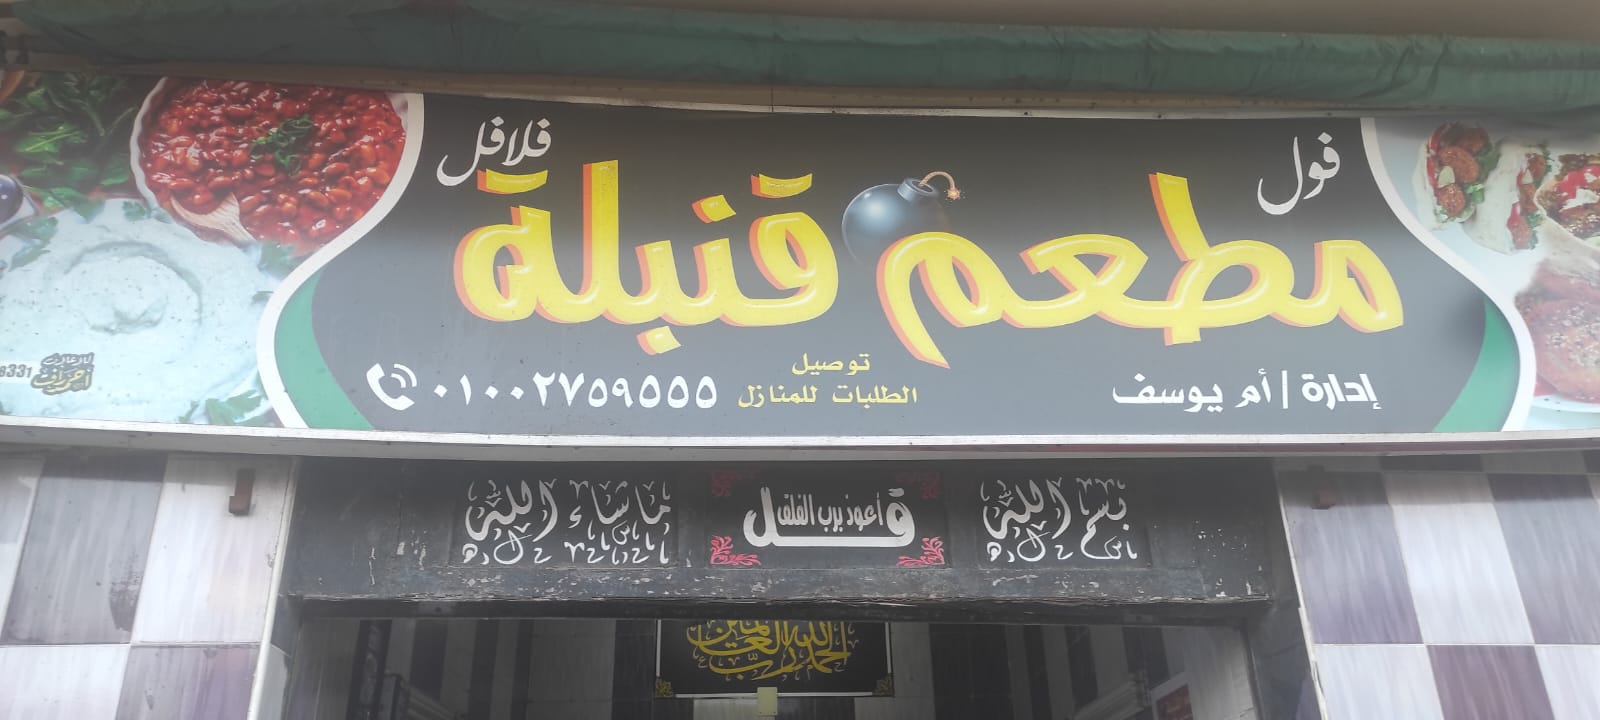 فول
فلافل
مطعم قنبلة
إدارة / أم يوسف
توصيل
الطلبات للمنازل
٠١٠٠٢٧٥٩٥٥٥
بسم الله
قل أعوذ برب الفلق
ما شاء الله
الحمد لله رب العالمين